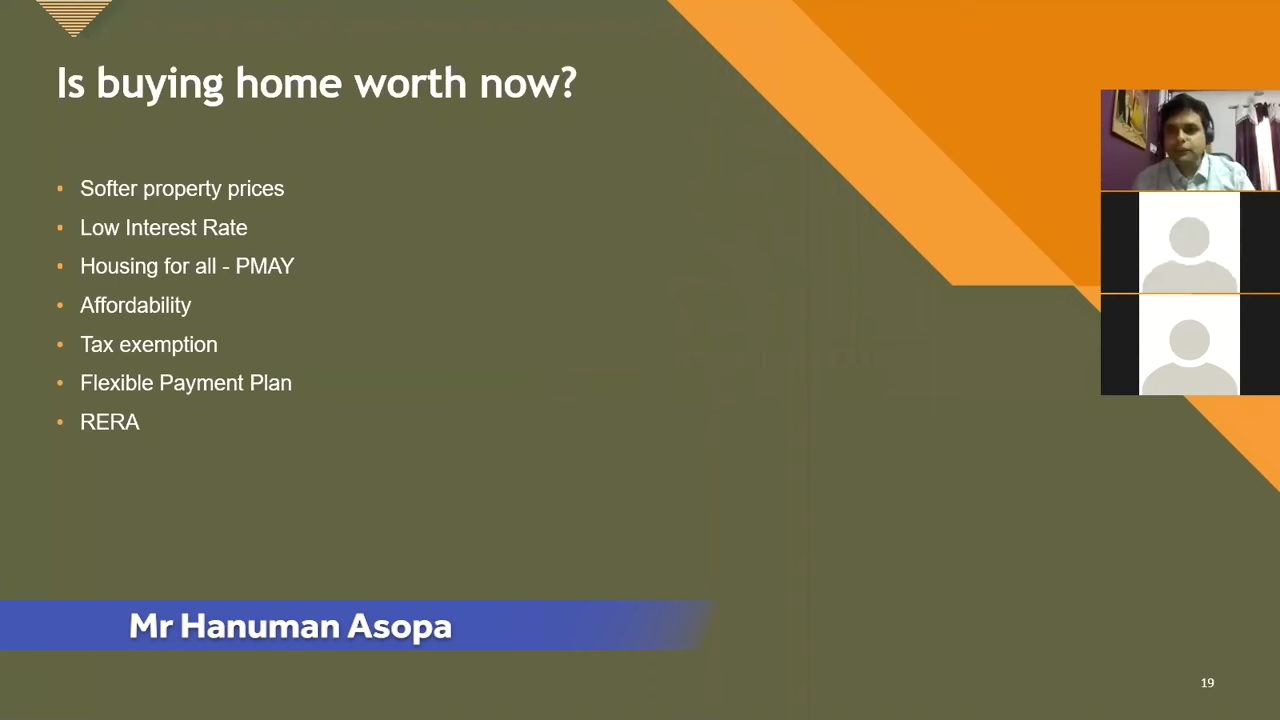 Is buying home worth now?
• Softer property prices
• Low Interest Rate
• Housing for all - PMAY
• Affordability
• Tax exemption
• Flexible Payment Plan
• RERA
Mr Hanuman Asopa
19